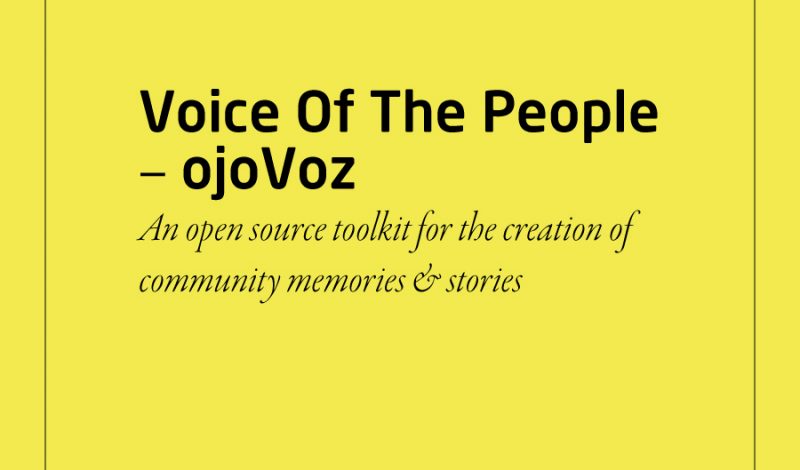 Voice Of The People
– ojoVoz
An open source toolkit for the creation of
community memories & stories